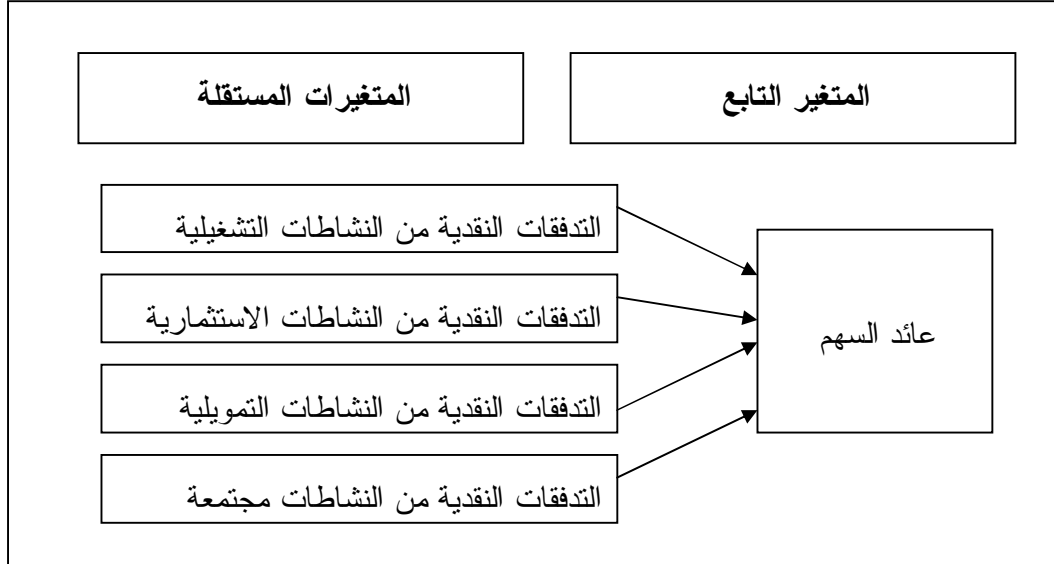 المتغير التابع
المتغيرات المستقلة
التدفقات النقدية من النشاطات التشغيلية
التدفقات النقدية من النشاطات الاستثمارية
التدفقات النقدية من النشاطات التمويلية
التدفقات النقدية من النشاطات مجتمعة
عائد السهم